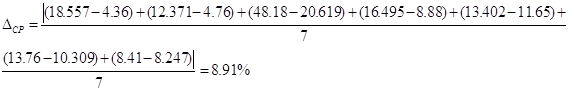 Δ_CP = |(18.557−4.36)+(12.371−4.76)+(48.18−20.619)+(16.495−8.88)+(13.402−11.65)+ / 7
(13.76−10.309)+(8.41−8.247)| / 7 = 8.91%